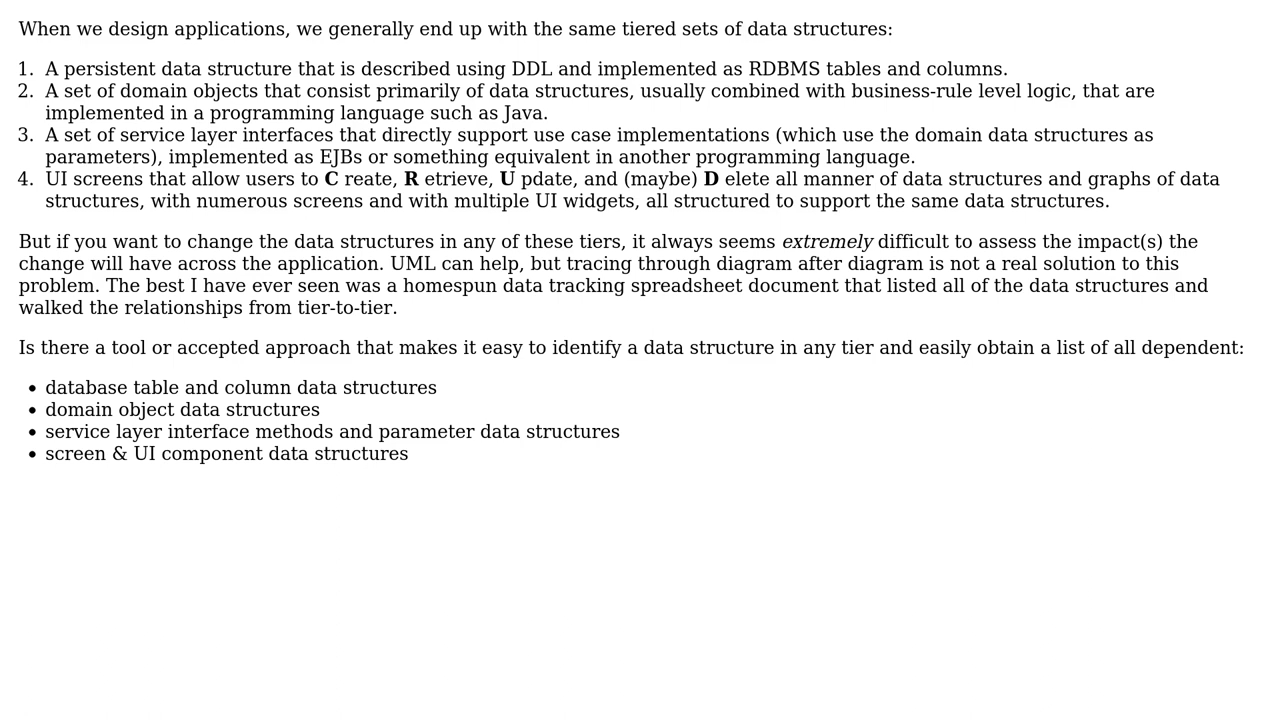 When we design applications, we generally end up with the same tiered sets of data structures:
1. A persistent data structure that is described using DDL and implemented as RDBMS tables and columns.
2. A set of domain objects that consist primarily of data structures, usually combined with business-rule level logic, that are
implemented in a programming language such as Java.
3. A set of service layer interfaces that directly support use case implementations (which use the domain data structures as
parameters), implemented as EJBs or something equivalent in another programming language.
4. UI screens that allow users to C reate, R etrieve, U pdate, and (maybe) D elete all manner of data structures and graphs of data
structures, with numerous screens and with multiple UI widgets, all structured to support the same data structures.
But if you want to change the data structures in any of these tiers, it always seems extremely difficult to assess the impact(s) the
change will have across the application. UML can help, but tracing through diagram after diagram is not a real solution to this
problem. The best I have ever seen was a homespun data tracking spreadsheet document that listed all of the data structures and
walked the relationships from tier-to-tier.
Is there a tool or accepted approach that makes it easy to identify a data structure in any tier and easily obtain a list of all dependent:
• database table and column data structures
• domain object data structures
• service layer interface methods and parameter data structures
• screen & UI component data structures